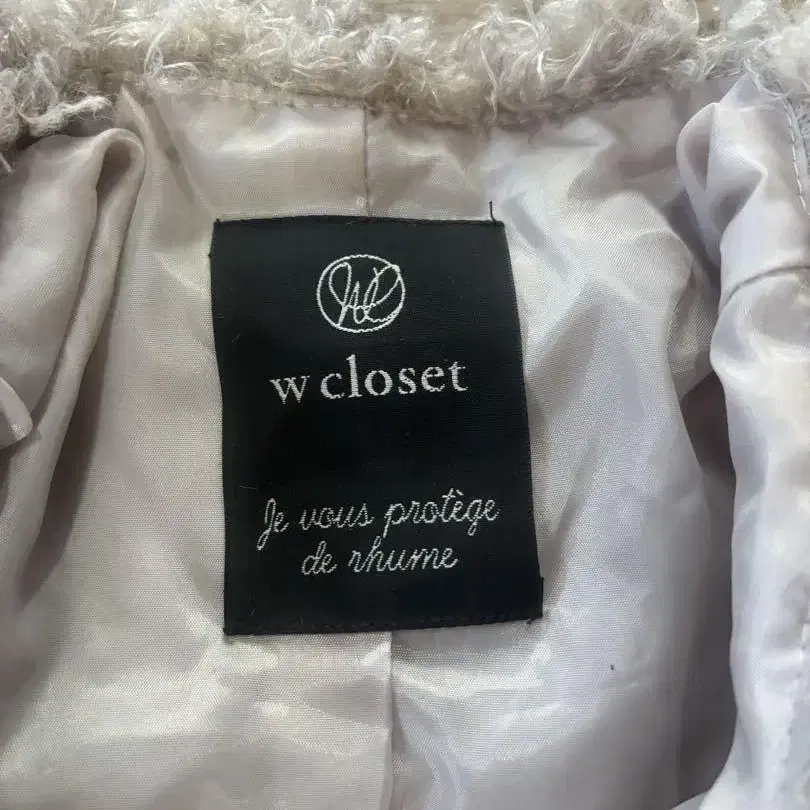 w closet
Je vous protège
de rhume